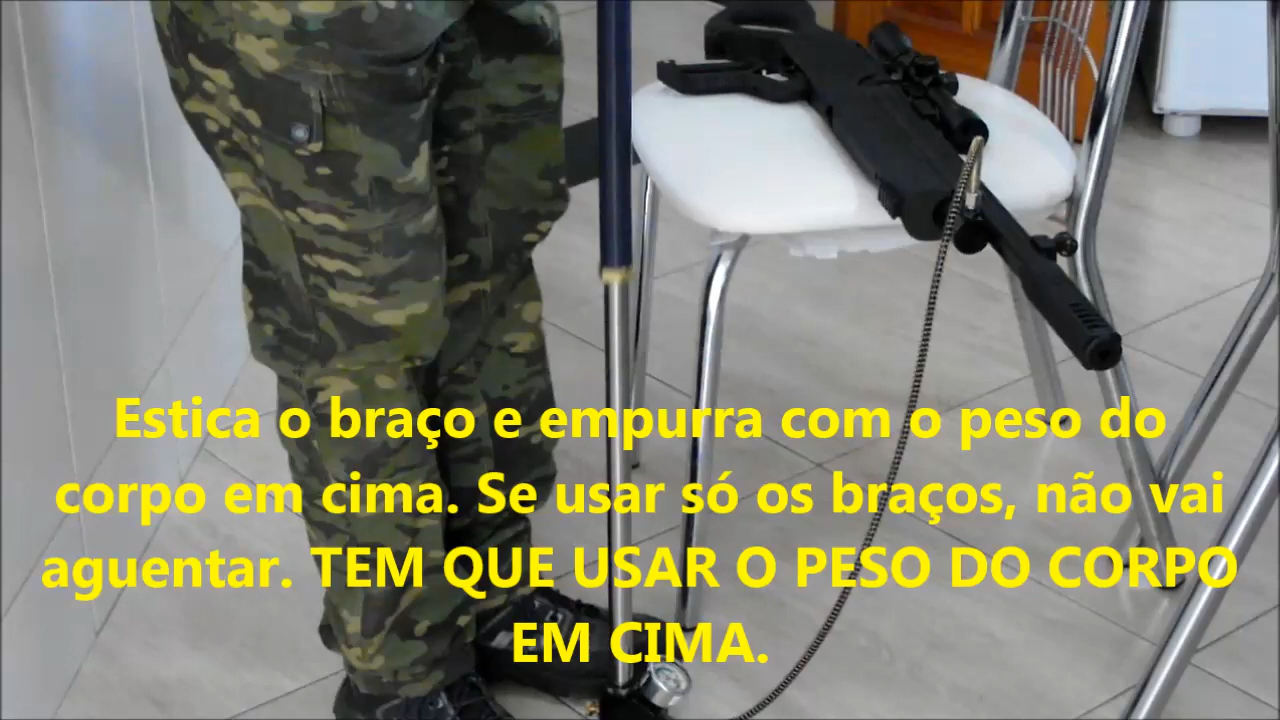 Estica o braço e empurra com o peso do
corpo em cima. Se usar só os braços, não vai
aguentar. TEM QUE USAR O PESO DO CORPO
EM CIMA.